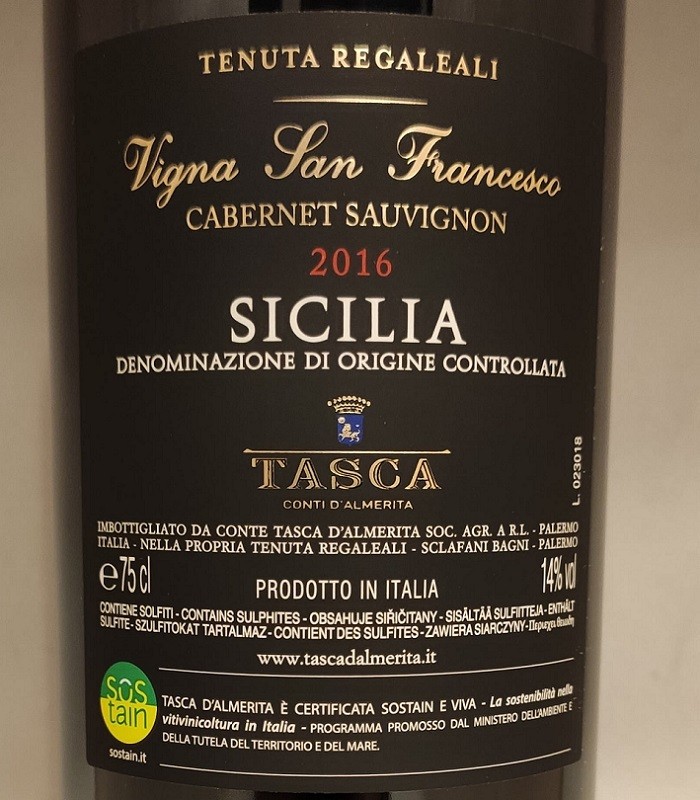 TENUTA REGALEALI
Vigna San Francesco
CABERNET SAUVIGNON
2016
SICILIA
DENOMINAZIONE DI ORIGINE CONTROLLATA
TASCA
CONTI D'ALMERITA
L. 023018
IMBOTTIGLIATO DA CONTE TASCA D'ALMERITA SOC. AGR. A R.L. - PALERMO
ITALIA - NELLA PROPRIA TENUTA REGALEALI - SCLAFANI BAGNI - PALERMO
℮75 cl
PRODOTTO IN ITALIA
14% vol
CONTIENE SOLFITI - CONTAINS SULPHITES - OBSAHUJE SIŘIČITANY - SISÄLTÄÄ SULFIITTEJA - ENTHÄLT
SULFITE - SZULFITOKAT TARTALMAZ - CONTIENT DES SULFITES - ZAWIERA SIARCZYNY -
www.tascadalmerita.it
SOS
tain
sostain.it
TASCA D'ALMERITA È CERTIFICATA SOSTAIN E VIVA - La sostenibilità nella
vitivinicoltura in Italia - PROGRAMMA PROMOSSO DAL MINISTERO DELL'AMBIENTE E
DELLA TUTELA DEL TERRITORIO E DEL MARE.